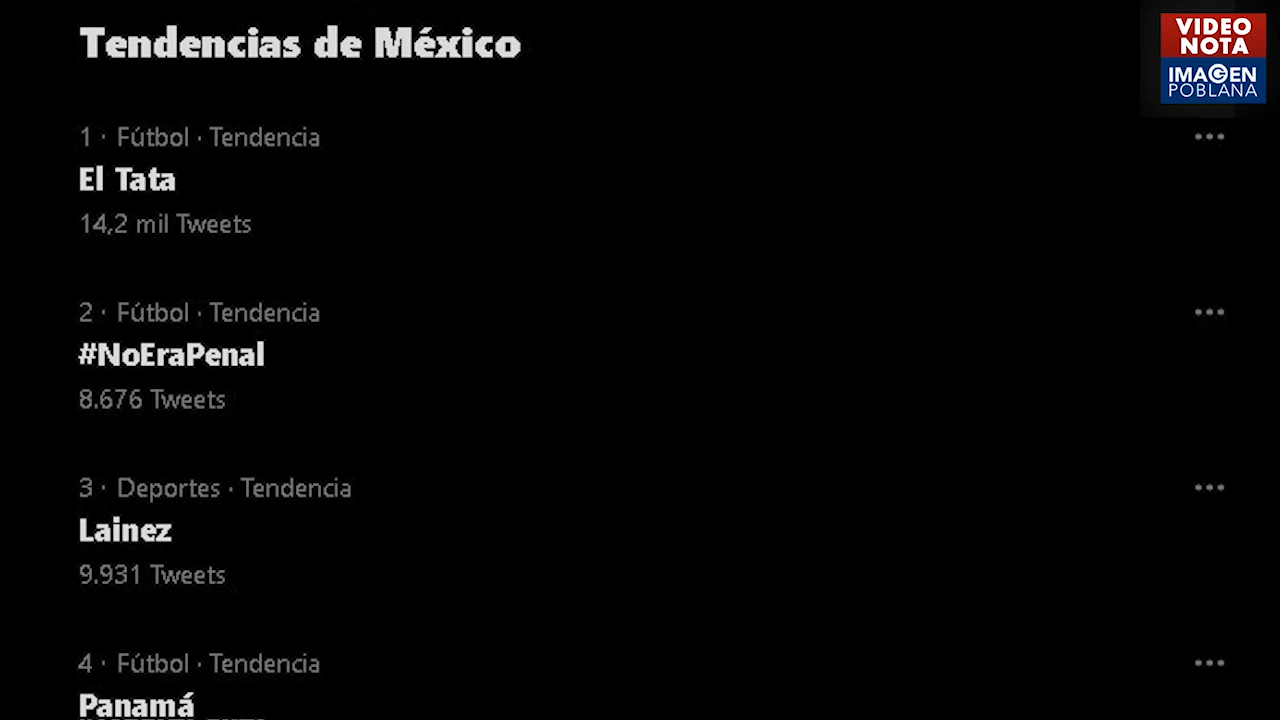 Tendencias de México
VIDEO
NOTA
IMAGEN
POBLANA
1 · Fútbol · Tendencia
El Tata
14,2 mil Tweets
2 · Fútbol · Tendencia
#NoEraPenal
8.676 Tweets
3 · Deportes · Tendencia
Lainez
9.931 Tweets
4 · Fútbol · Tendencia
Panamá